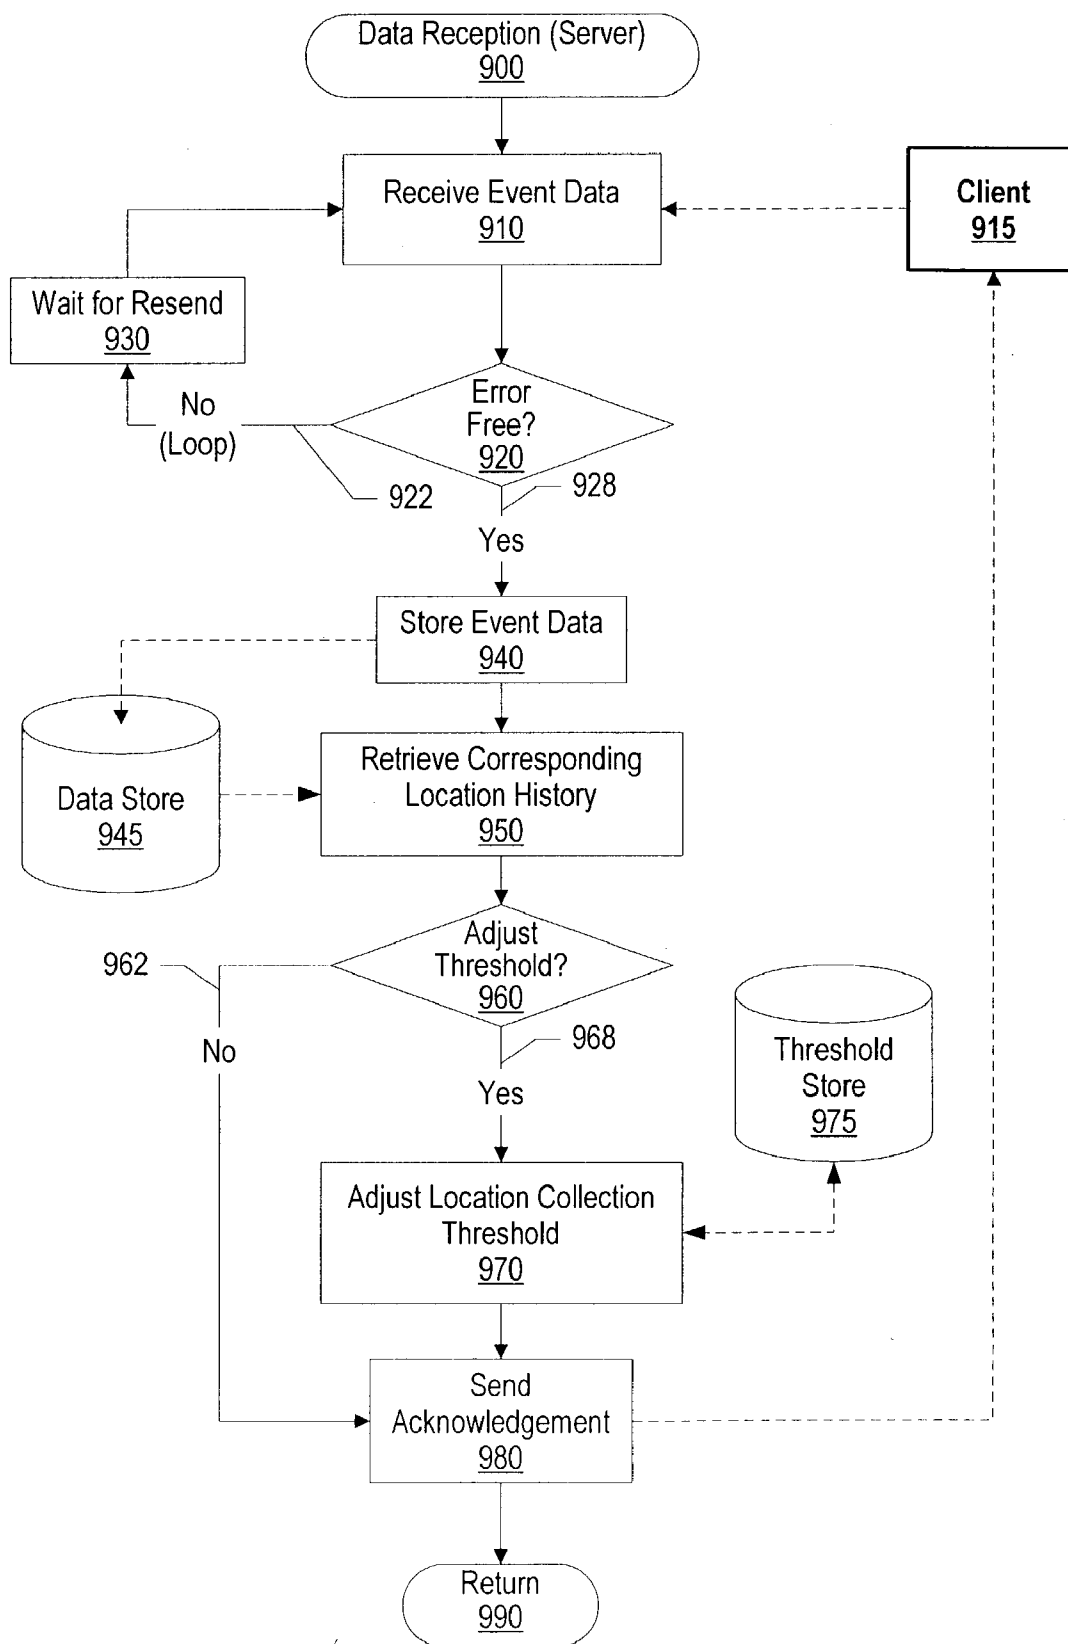 Data Reception (Server)
900
Receive Event Data
910
Client
915
Wait for Resend
930
Error
Free?
920
No
(Loop)
922
928
Yes
Store Event Data
940
Data Store
945
Retrieve Corresponding
Location History
950
Adjust
Threshold?
960
962
No
968
Yes
Threshold
Store
975
Adjust Location Collection
Threshold
970
Send
Acknowledgement
980
Return
990